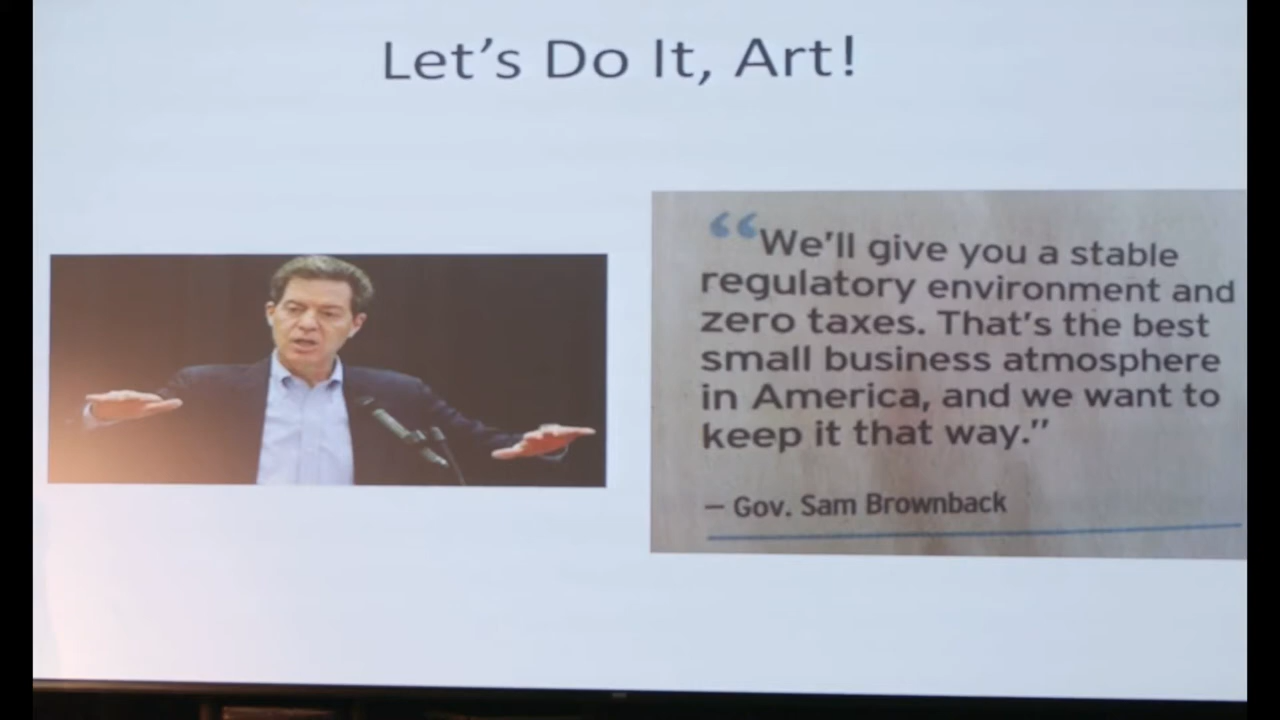 Let's Do It, Art!
“We'll give you a stable
regulatory environment and
zero taxes. That's the best
small business atmosphere
in America, and we want to
keep it that way.”
– Gov. Sam Brownback